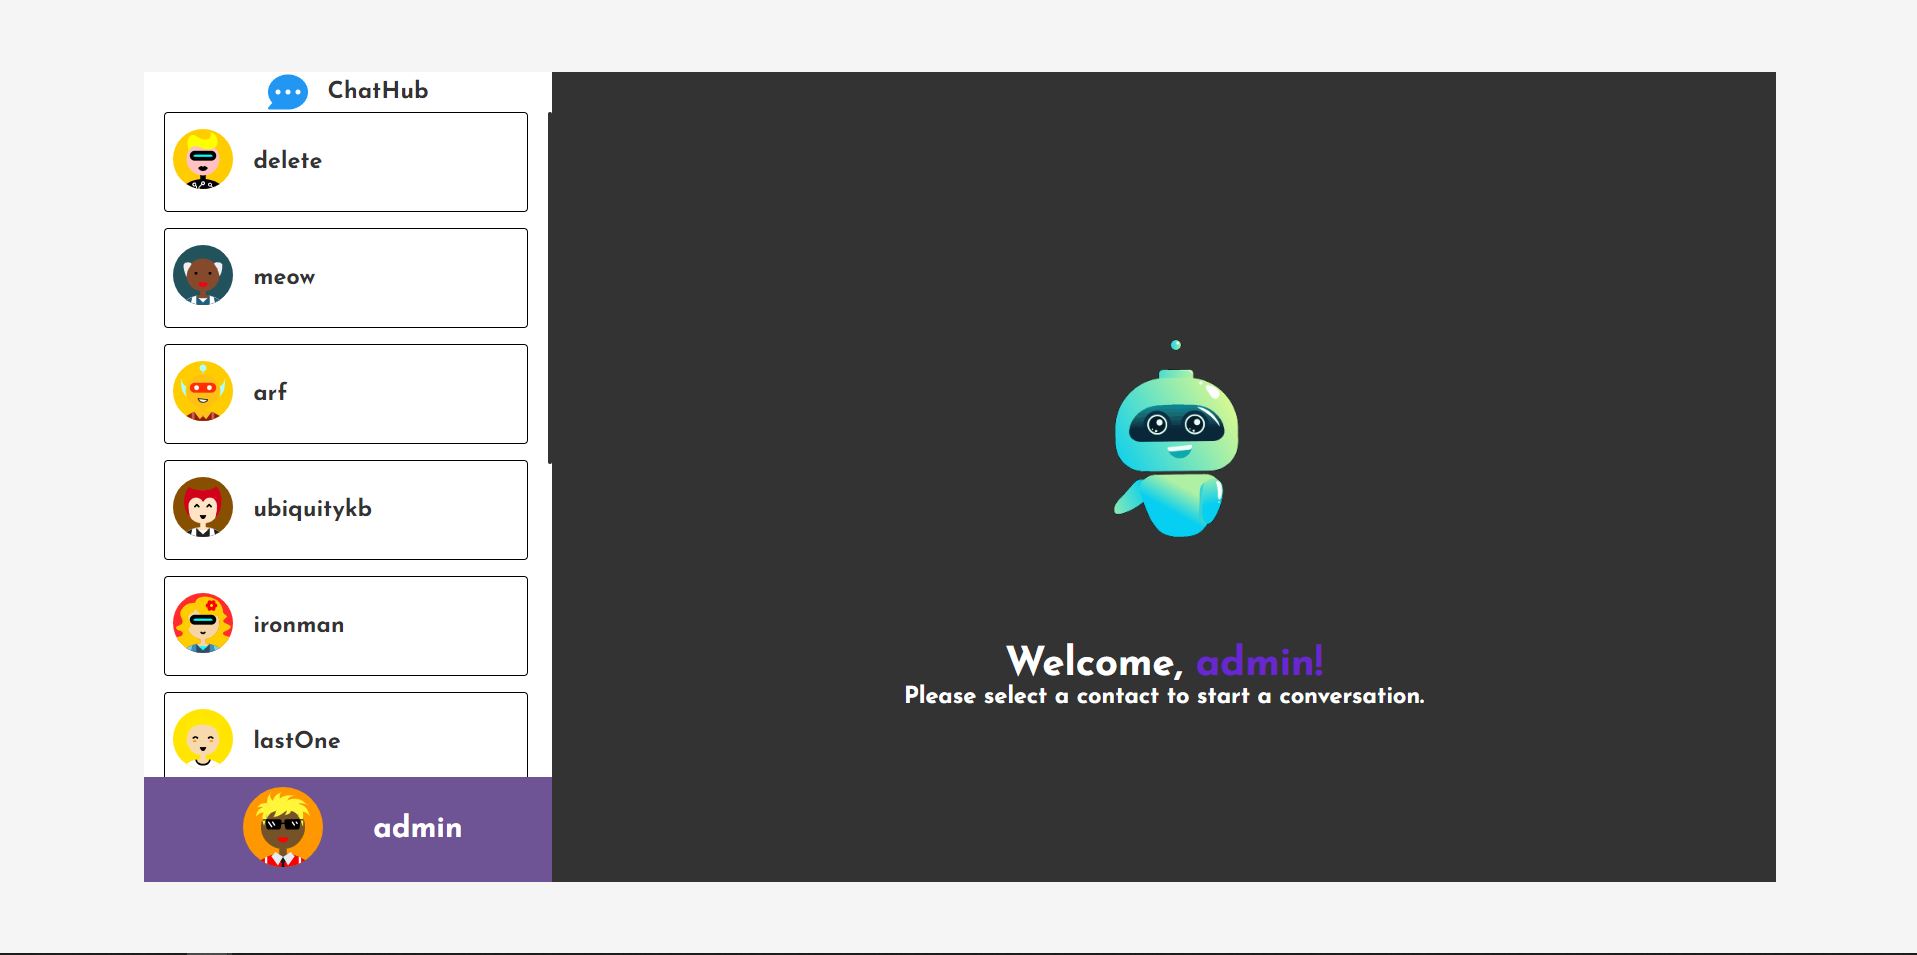 ChatHub
delete
meow
arf
ubiquitykb
ironman
lastOne
admin
Welcome, admin!
Please select a contact to start a conversation.